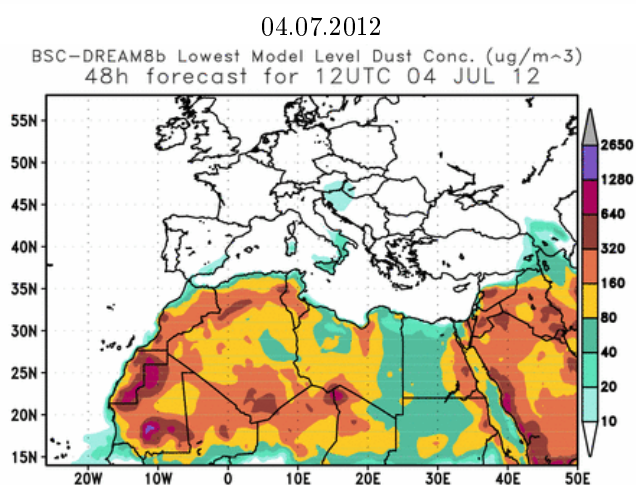 04.07.2012
BSC-DREAM8b Lowest Model Level Dust Conc. (ug/m^3)
48h forecast for 12UTC 04 JUL 12
55N
50N
45N
40N
35N
30N
25N
20N
15N
20W
10W
0
10E
20E
30E
40E
50E
2650
1280
640
320
160
80
40
20
10